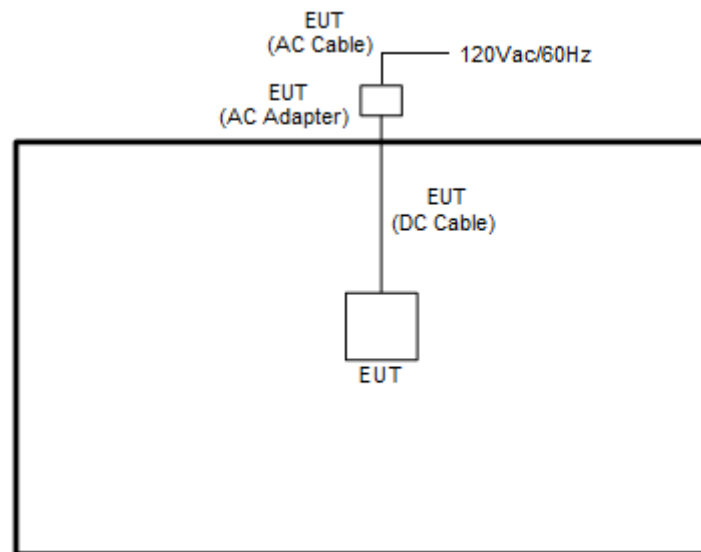 EUT
(AC Cable)
120Vac/60Hz
EUT
(AC Adapter)
EUT
(DC Cable)
EUT